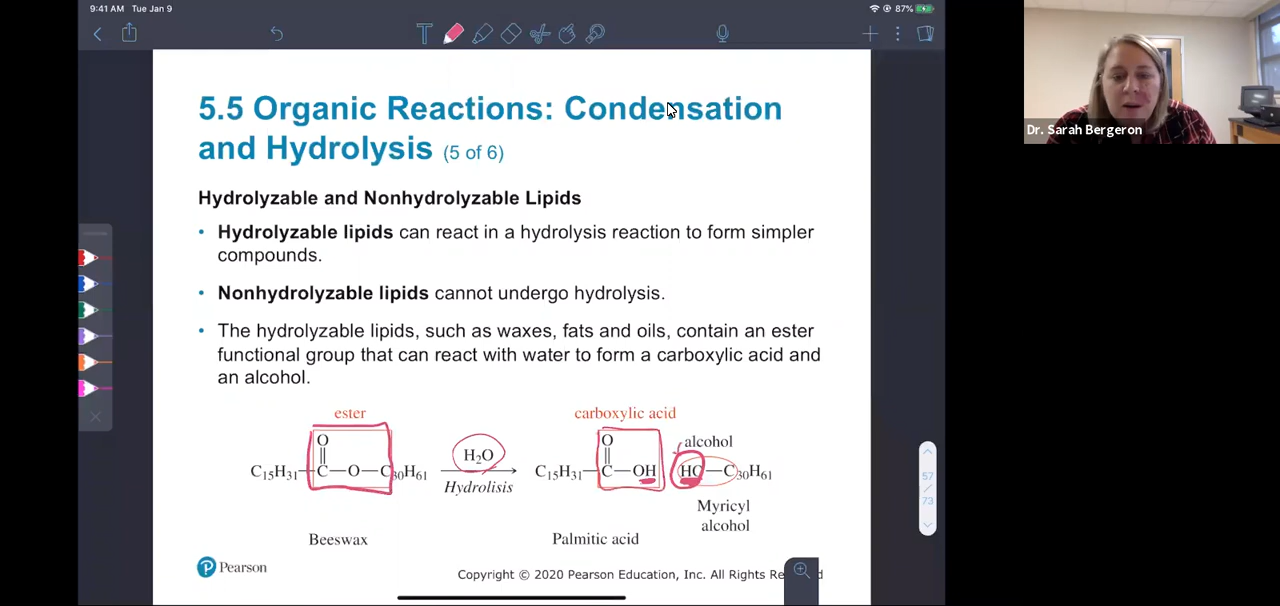 9:41 AM Tue Jan 9
87%
T
5.5 Organic Reactions: Condensation
and Hydrolysis (5 of 6)
Hydrolyzable and Nonhydrolyzable Lipids
• Hydrolyzable lipids can react in a hydrolysis reaction to form simpler
compounds.
• Nonhydrolyzable lipids cannot undergo hydrolysis.
• The hydrolyzable lipids, such as waxes, fats and oils, contain an ester
functional group that can react with water to form a carboxylic acid and
an alcohol.
ester
carboxylic acid
O
O
alcohol
H₂O
C₁₅H₃₁—C—O—C₃₀H₆₁
C₁₅H₃₁—C—OH
HO—C₃₀H₆₁
Hydrolisis
Myricyl
alcohol
Beeswax
Palmitic acid
Pearson
Copyright © 2020 Pearson Education, Inc. All Rights Re
57
/
73
Dr. Sarah Bergeron